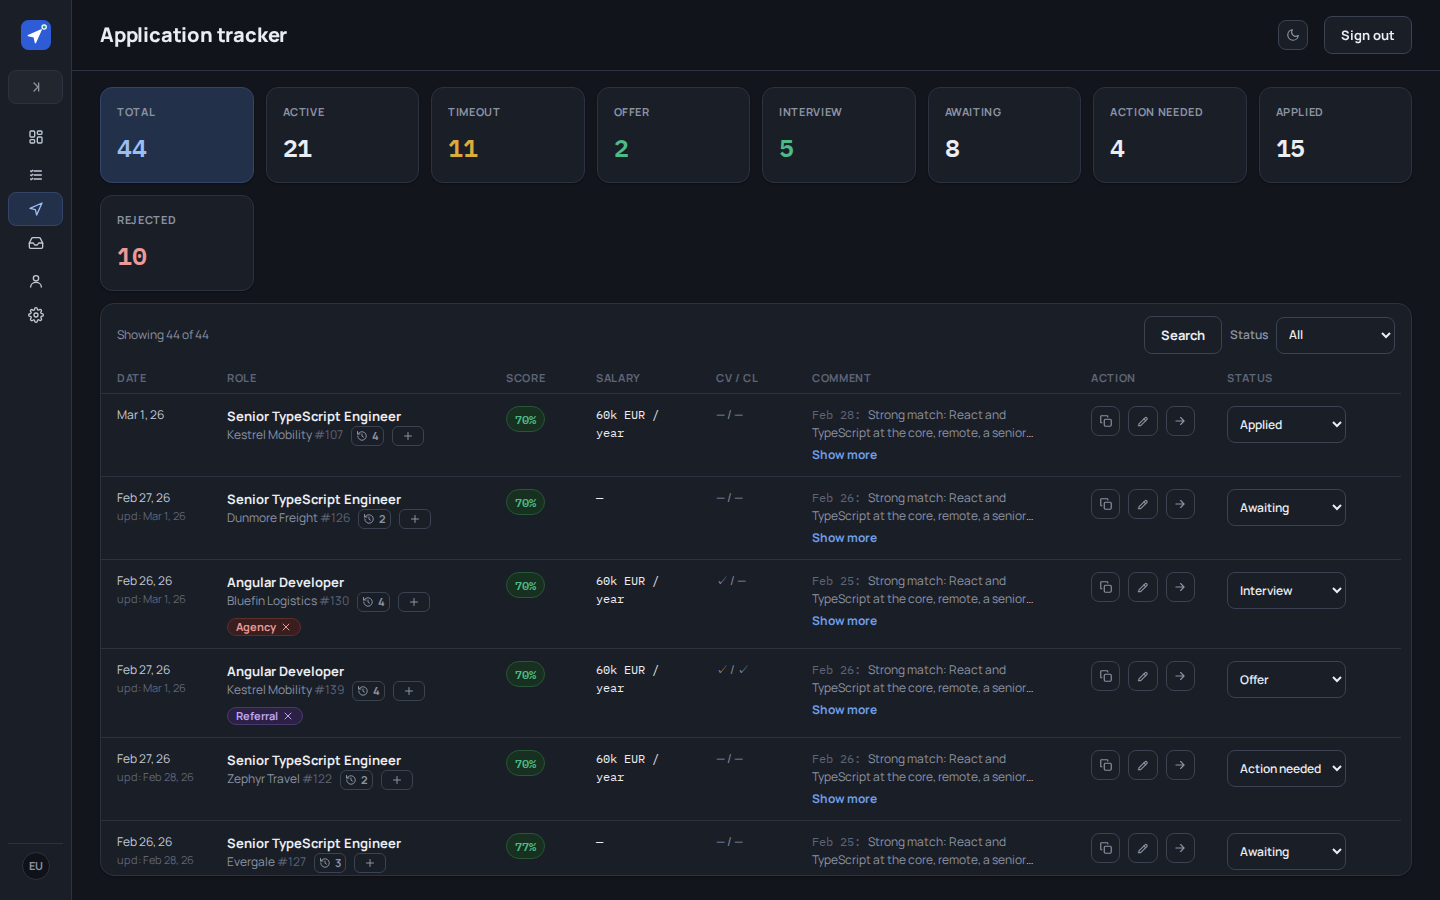 Application tracker
Sign out
TOTAL
44
ACTIVE
21
TIMEOUT
11
OFFER
2
INTERVIEW
5
AWAITING
8
ACTION NEEDED
4
APPLIED
15
REJECTED
10
Showing 44 of 44
Search
Status
All
DATE ROLE SCORE SALARY CV / CL COMMENT ACTION STATUS
Mar 1, 26
Senior TypeScript Engineer
Kestrel Mobility #107 4 +
70%
60k EUR /
year
– / –
Feb 28: Strong match: React and
TypeScript at the core, remote, a senior…
Show more
Applied
Feb 27, 26
upd: Mar 1, 26
Senior TypeScript Engineer
Dunmore Freight #126 2 +
70%
–
– / –
Feb 26: Strong match: React and
TypeScript at the core, remote, a senior…
Show more
Awaiting
Feb 26, 26
upd: Mar 1, 26
Angular Developer
Bluefin Logistics #130 4 +
Agency ×
70%
60k EUR /
year
✓ / –
Feb 25: Strong match: React and
TypeScript at the core, remote, a senior…
Show more
Interview
Feb 27, 26
upd: Mar 1, 26
Angular Developer
Kestrel Mobility #139 4 +
Referral ×
70%
60k EUR /
year
✓ / ✓
Feb 26: Strong match: React and
TypeScript at the core, remote, a senior…
Show more
Offer
Feb 27, 26
upd: Feb 28, 26
Senior TypeScript Engineer
Zephyr Travel #122 2 +
70%
60k EUR /
year
– / –
Feb 26: Strong match: React and
TypeScript at the core, remote, a senior…
Show more
Action needed
Feb 26, 26
upd: Feb 28, 26
Senior TypeScript Engineer
Evergale #127 3 +
77%
–
– / –
Feb 25: Strong match: React and
TypeScript at the core, remote, a senior…
Awaiting
EU